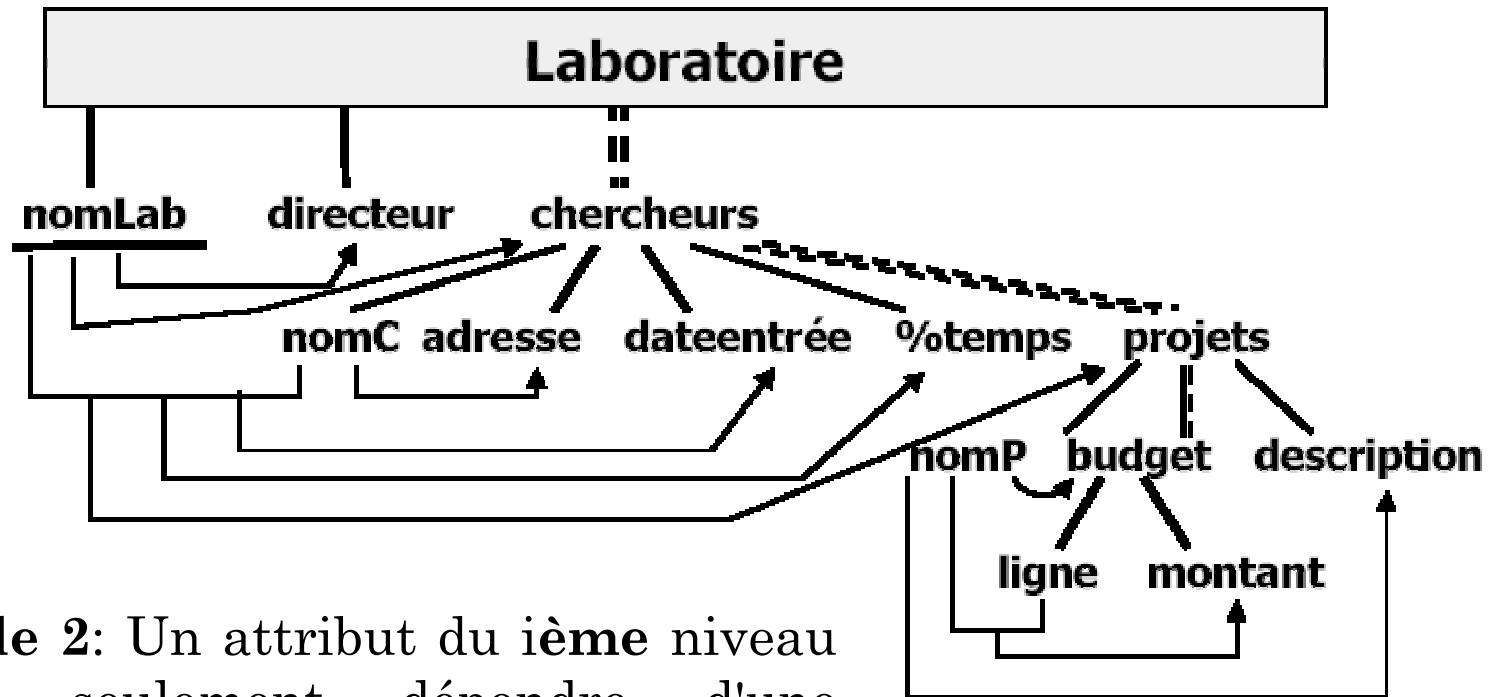 Laboratoire
nomLab directeur chercheurs
nomC adresse dateentrée %temps projets
nomP budget description
ligne montant
le 2: Un attribut du ième niveau
seulement dépendre d'une